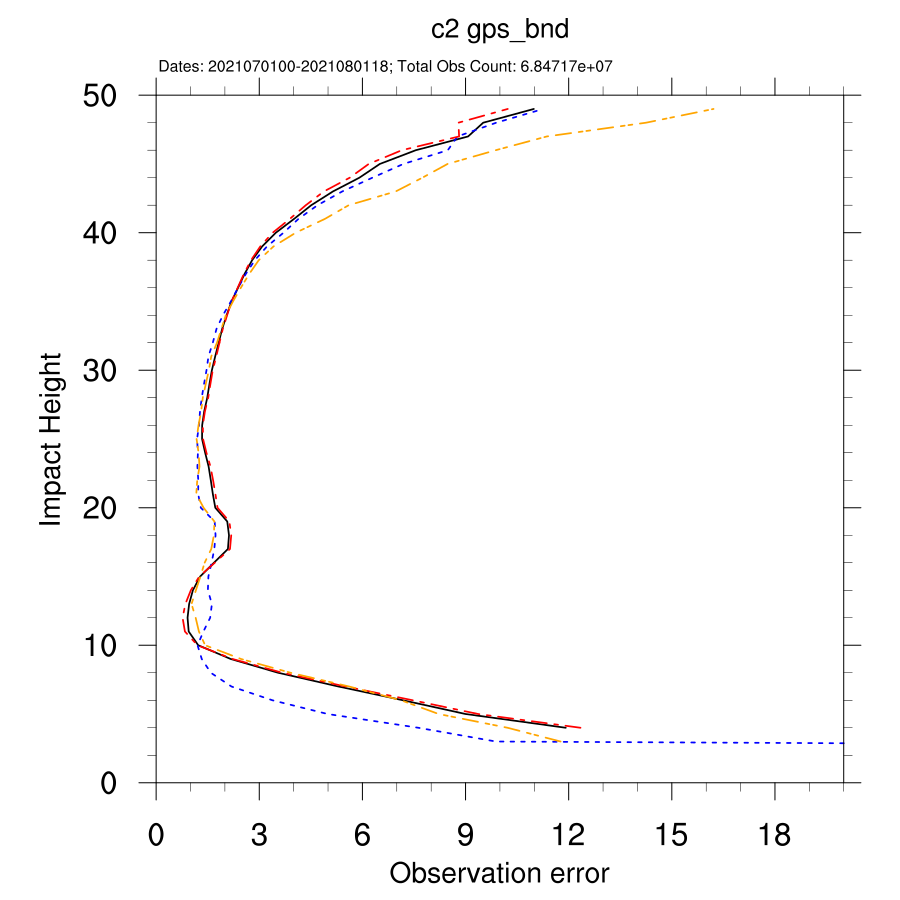 c2 gps_bnd
Dates: 2021070100-2021080118; Total Obs Count: 6.84717e+07
50
40
30
20
10
0
Impact Height
0 3 6 9 12 15 18
Observation error